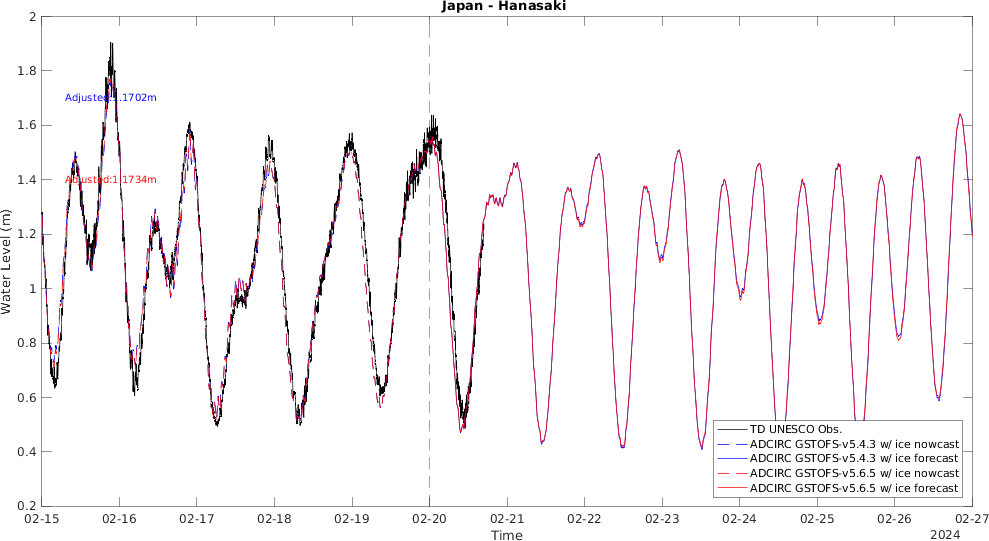 Japan - Hanasaki
2
1.8
1.6
1.4
1.2
1
0.8
0.6
0.4
0.2
Water Level (m)
Adjusted:1.1702m
Adjusted:1.1734m
TD UNESCO Obs.
ADCIRC GSTOFS-v5.4.3 w/ ice nowcast
ADCIRC GSTOFS-v5.4.3 w/ ice forecast
ADCIRC GSTOFS-v5.6.5 w/ ice nowcast
ADCIRC GSTOFS-v5.6.5 w/ ice forecast
02-15 02-16 02-17 02-18 02-19 02-20 02-21 02-22 02-23 02-24 02-25 02-26 02-27
Time
2024